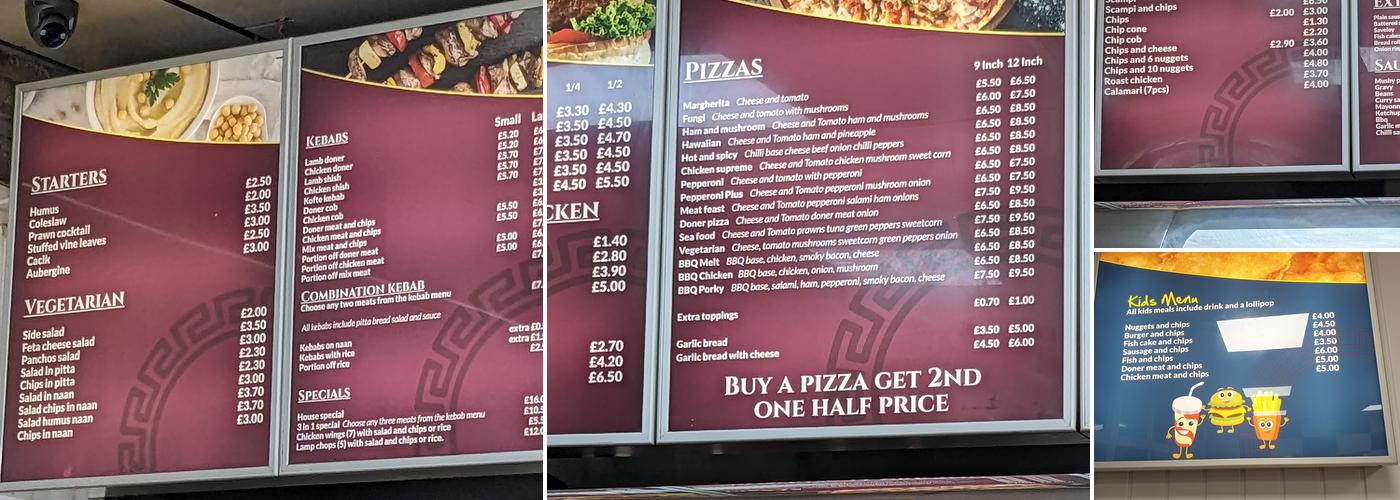 STARTERS
Humus £2.50
Coleslaw £2.00
Prawn cocktail £3.50
Stuffed vine leaves £3.00
Cacik £2.50
Aubergine £3.00
VEGETARIAN
Side salad £2.00
Feta cheese salad £3.50
Panchos salad £3.00
Salad in pitta £2.30
Chips in pitta £2.30
Salad in naan £3.00
Salad chips in naan £3.70
Salad humus naan £3.70
Chips in naan £3.00
KEBABS Small
Lamb doner £5.20
Chicken doner £5.20
Lamb shish £5.70
Chicken shish £5.70
Kofte kebab £5.70
Doner cob
Chicken cob
Doner meat and chips £5.50
Chicken meat and chips £5.50
Mix meat and chips
Portion off doner meat £5.00
Portion off chicken meat £5.00
Portion off mix meat
COMBINATION KEBAB
Choose any two meats from the kebab menu
All kebabs include pitta bread salad and sauce
Kebabs on naan extra
Kebabs with rice extra
Portion off rice
SPECIALS
House special
3 in 1 special Choose any three meats from the kebab menu
Chicken wings (7) with salad and chips or rice
Lamp chops (5) with salad and chips or rice.
1/4 1/2
£3.30 £4.30
£3.50 £4.50
£3.50 £4.70
£3.50 £4.50
£3.50 £4.50
£4.50 £5.50
CKEN
£1.40
£2.80
£3.90
£5.00
£2.70
£4.20
£6.50
PIZZAS 9 Inch 12 Inch
Margherita Cheese and tomato £5.50 £6.50
Fungi Cheese and tomato with mushrooms £6.00 £7.50
Ham and mushroom Cheese and Tomato ham and mushrooms £6.50 £8.50
Hawaiian Cheese and Tomato ham and pineapple £6.50 £8.50
Hot and spicy Chilli base cheese beef onion chilli peppers £6.50 £8.50
Chicken supreme Cheese and Tomato chicken mushroom sweet corn £6.50 £8.50
Pepperoni Cheese and tomato with pepperoni £6.50 £7.50
Pepperoni Plus Cheese and Tomato pepperoni mushroom onion £6.50 £7.50
Meat feast Cheese and Tomato pepperoni salami ham onions £7.50 £9.50
Doner pizza Cheese and Tomato doner meat onion £6.50 £8.50
Sea food Cheese and Tomato prawns tuna green peppers sweetcorn £7.50 £9.50
Vegetarian Cheese, tomato mushrooms sweetcorn green peppers onion £6.50 £8.50
BBQ Melt BBQ base, chicken, smoky bacon, cheese £6.50 £8.50
BBQ Chicken BBQ base, chicken, onion, mushroom £6.50 £8.50
BBQ Porky BBQ base, salami, ham, pepperoni, smoky bacon, cheese £7.50 £9.50
Extra toppings £0.70 £1.00
Garlic bread £3.50 £5.00
Garlic bread with cheese £4.50 £6.00
BUY A PIZZA GET 2ND
ONE HALF PRICE
Scampi and chips
Chips £2.00 £3.00
Chip cone £1.30
Chip cob £2.20
Chips and cheese £2.90 £3.60
Chips and 6 nuggets £4.00
Chips and 10 nuggets £4.80
Roast chicken £3.70
Calamari (7pcs) £4.00
Plain
Battered
Saveloy
Fish cake
Bread roll
Onion
SAU
Mushy
Gravy
Beans
Curry
Ketchup
Bbq
Garlic
Chilli
Kids Menu
All kids meals include drink and a lollipop
Nuggets and chips £4.00
Burger and chips £4.50
Fish cake and chips £4.00
Sausage and chips £3.50
Fish and chips £6.00
Doner meat and chips £5.00
Chicken meat and chips £5.00